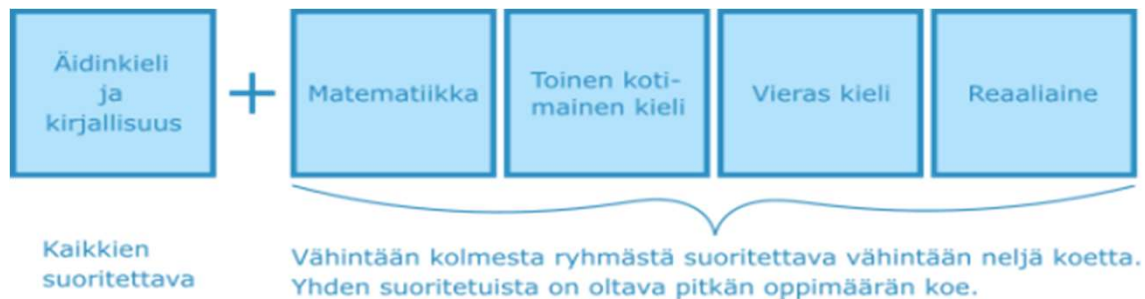 Äidinkieli
ja
kirjallisuus
+
Matematiikka
Toinen koti-
mainen kieli
Vieras kieli
Reaaliaine
Kaikkien
suoritettava
Vähintään kolmesta ryhmästä suoritettava vähintään neljä koetta.
Yhden suoritetuista on oltava pitkän oppimäärän koe.